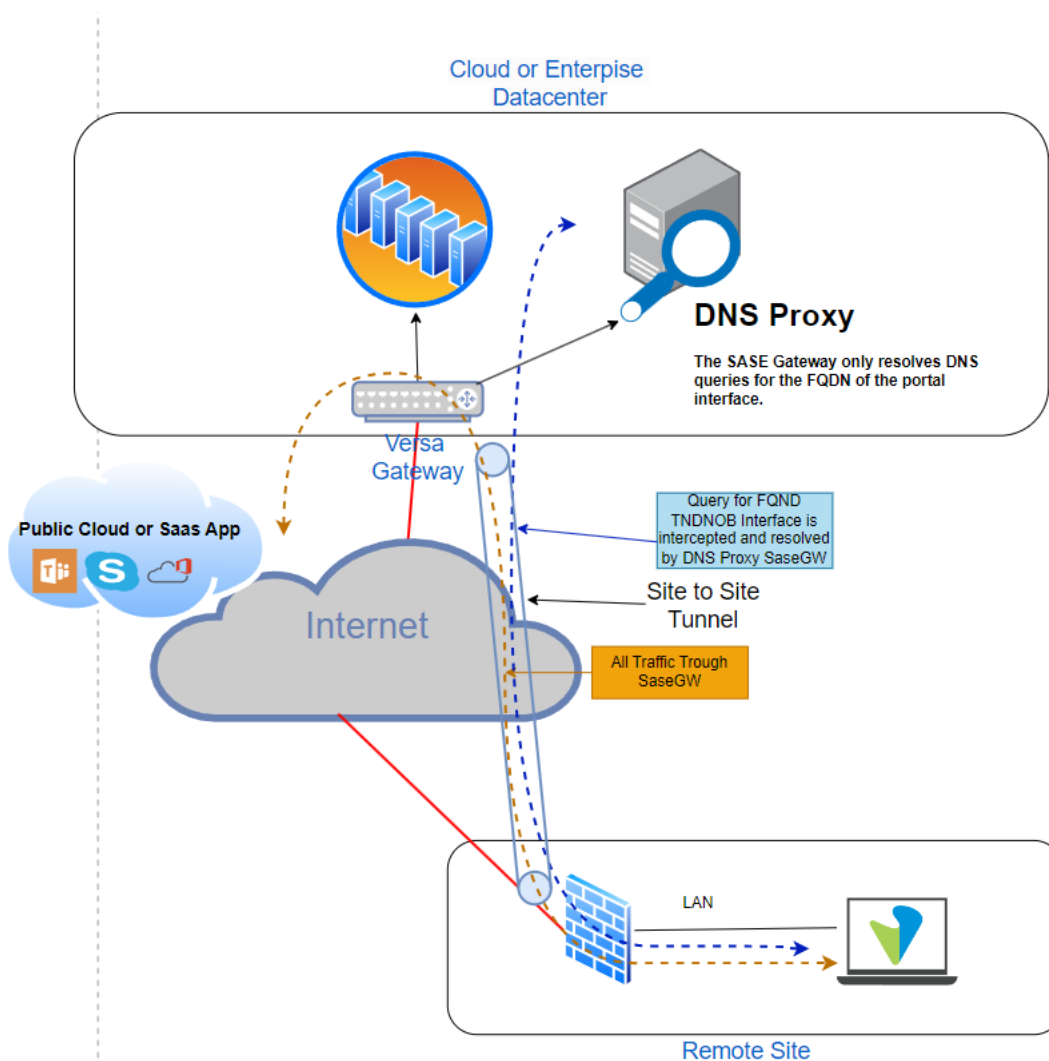 Cloud or Enterpise
Datacenter
DNS Proxy
The SASE Gateway only resolves DNS
queries for the FQDN of the portal
interface.
Versa
Gateway
Public Cloud or Saas App
Query for FQND
TNDNOB Interface is
intercepted and resolved
by DNS Proxy SaseGW
Site to Site
Tunnel
Internet
All Traffic Trough
SaseGW
LAN
Remote Site